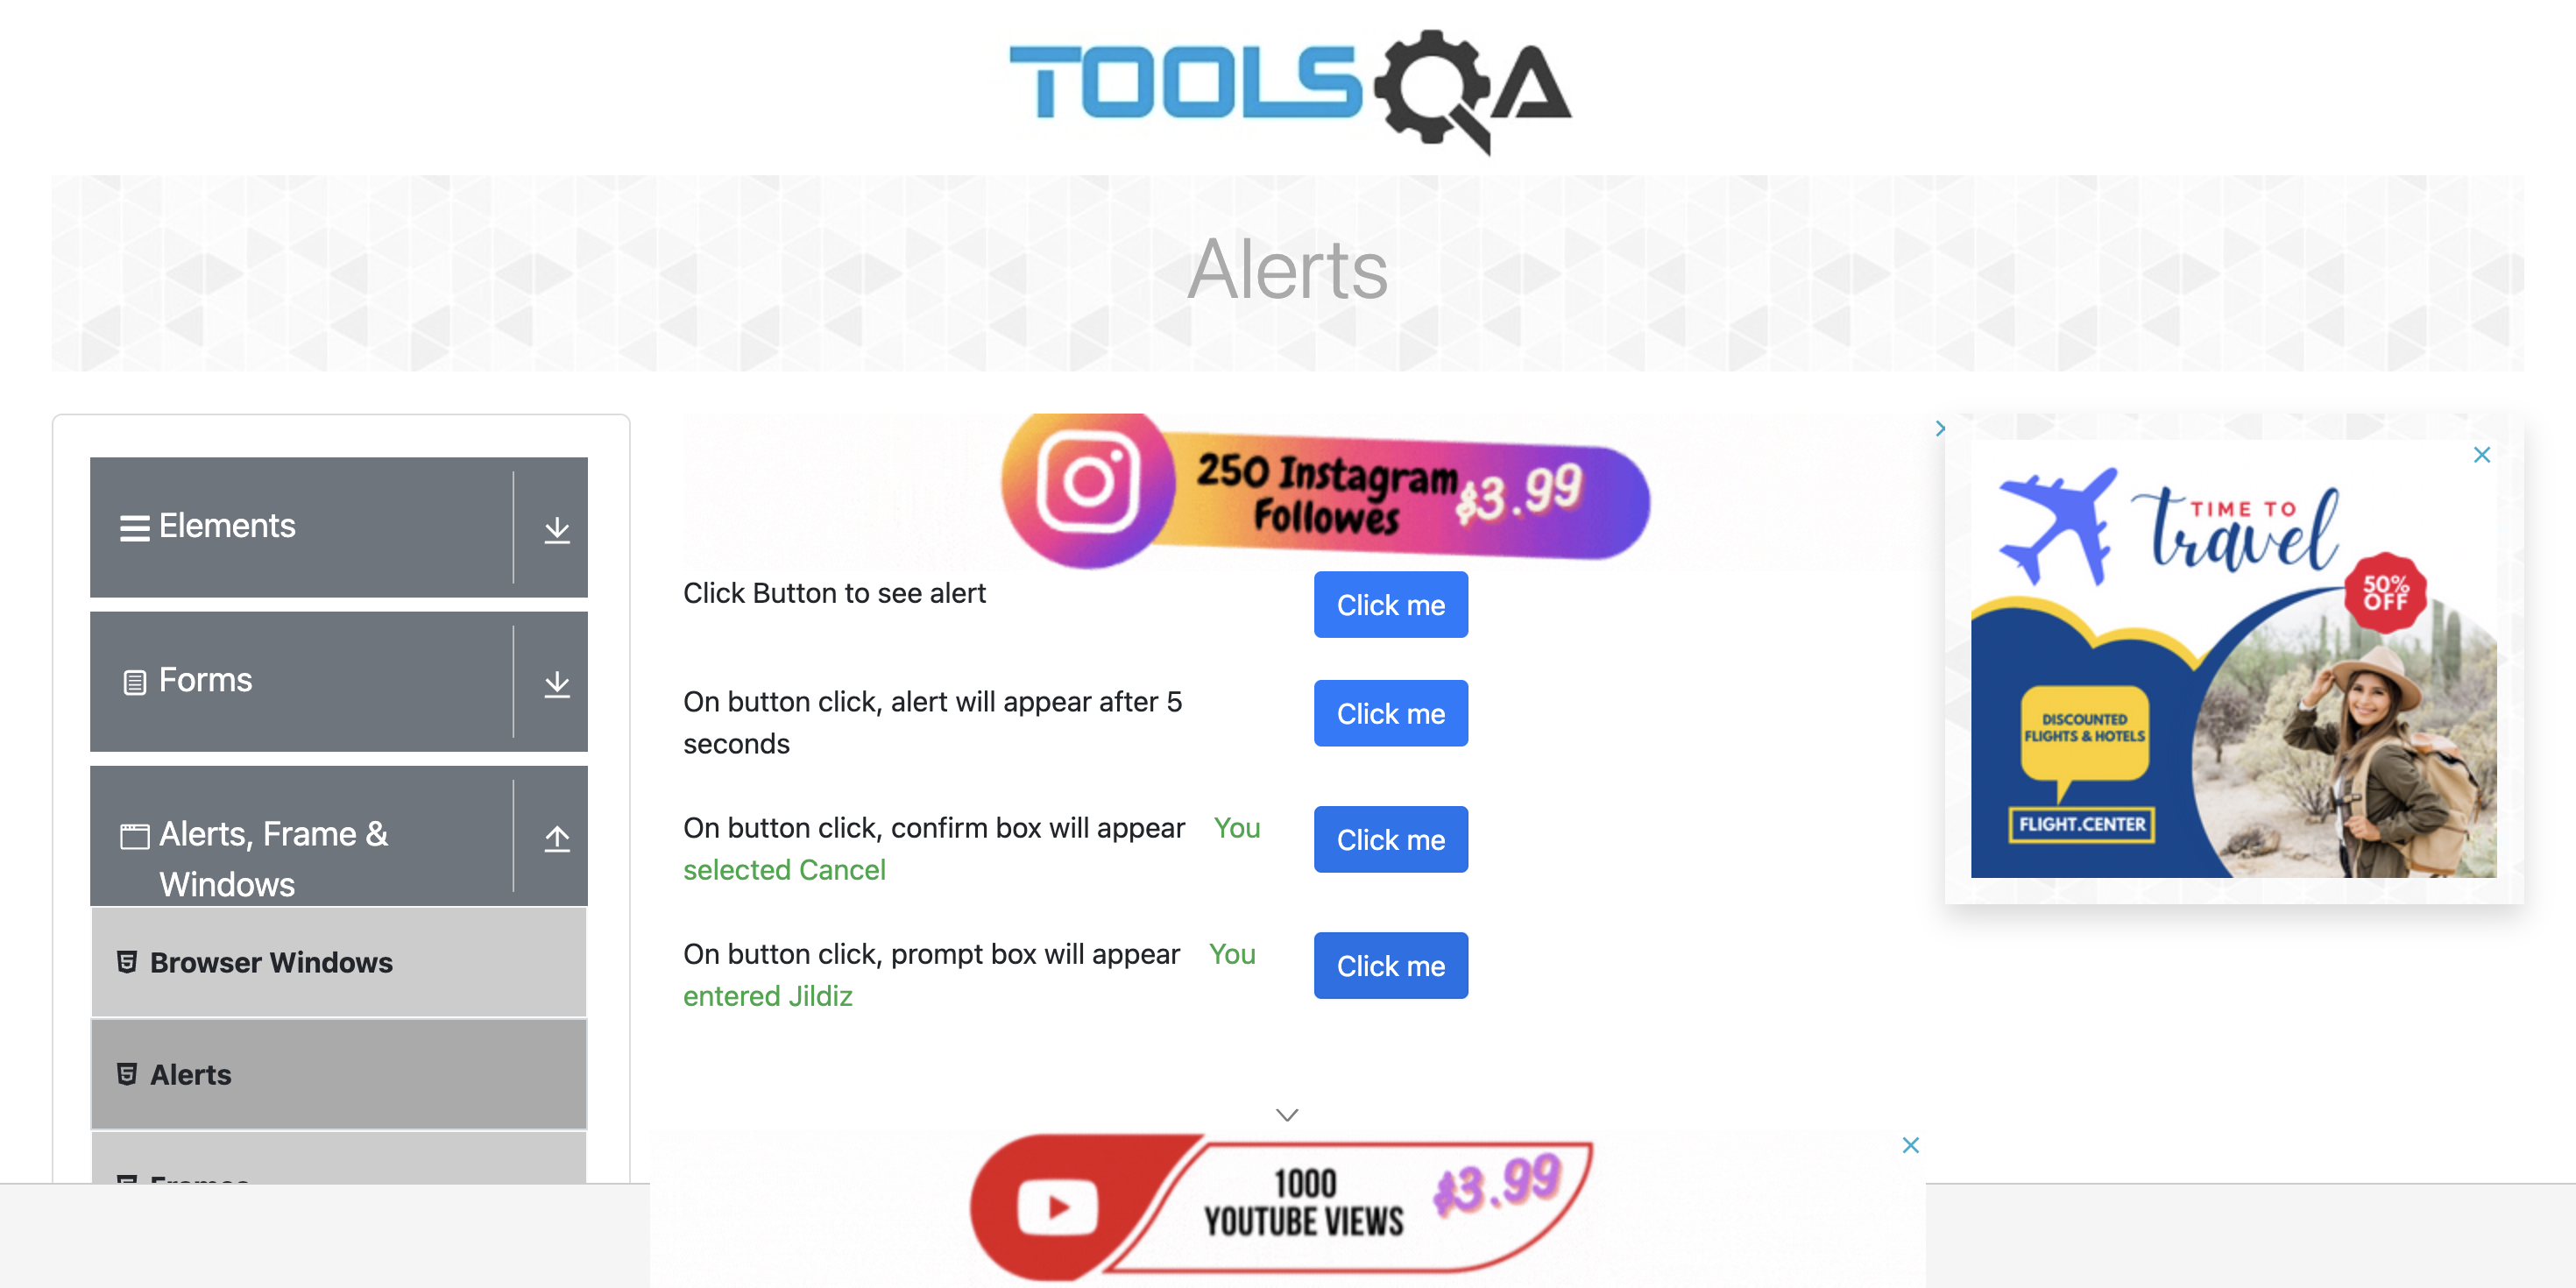 TOOLSQA
Alerts
Elements
Forms
Alerts, Frame &
Windows
Browser Windows
Alerts
Frames
250 Instagram
Followes
$3.99
Click Button to see alert
Click me
On button click, alert will appear after 5
seconds
Click me
On button click, confirm box will appear You
selected Cancel
Click me
On button click, prompt box will appear You
entered Jildiz
Click me
TIME TO
travel
50%
OFF
DISCOUNTED
FLIGHTS & HOTELS
FLIGHT.CENTER
1000
YOUTUBE VIEWS
$3.99